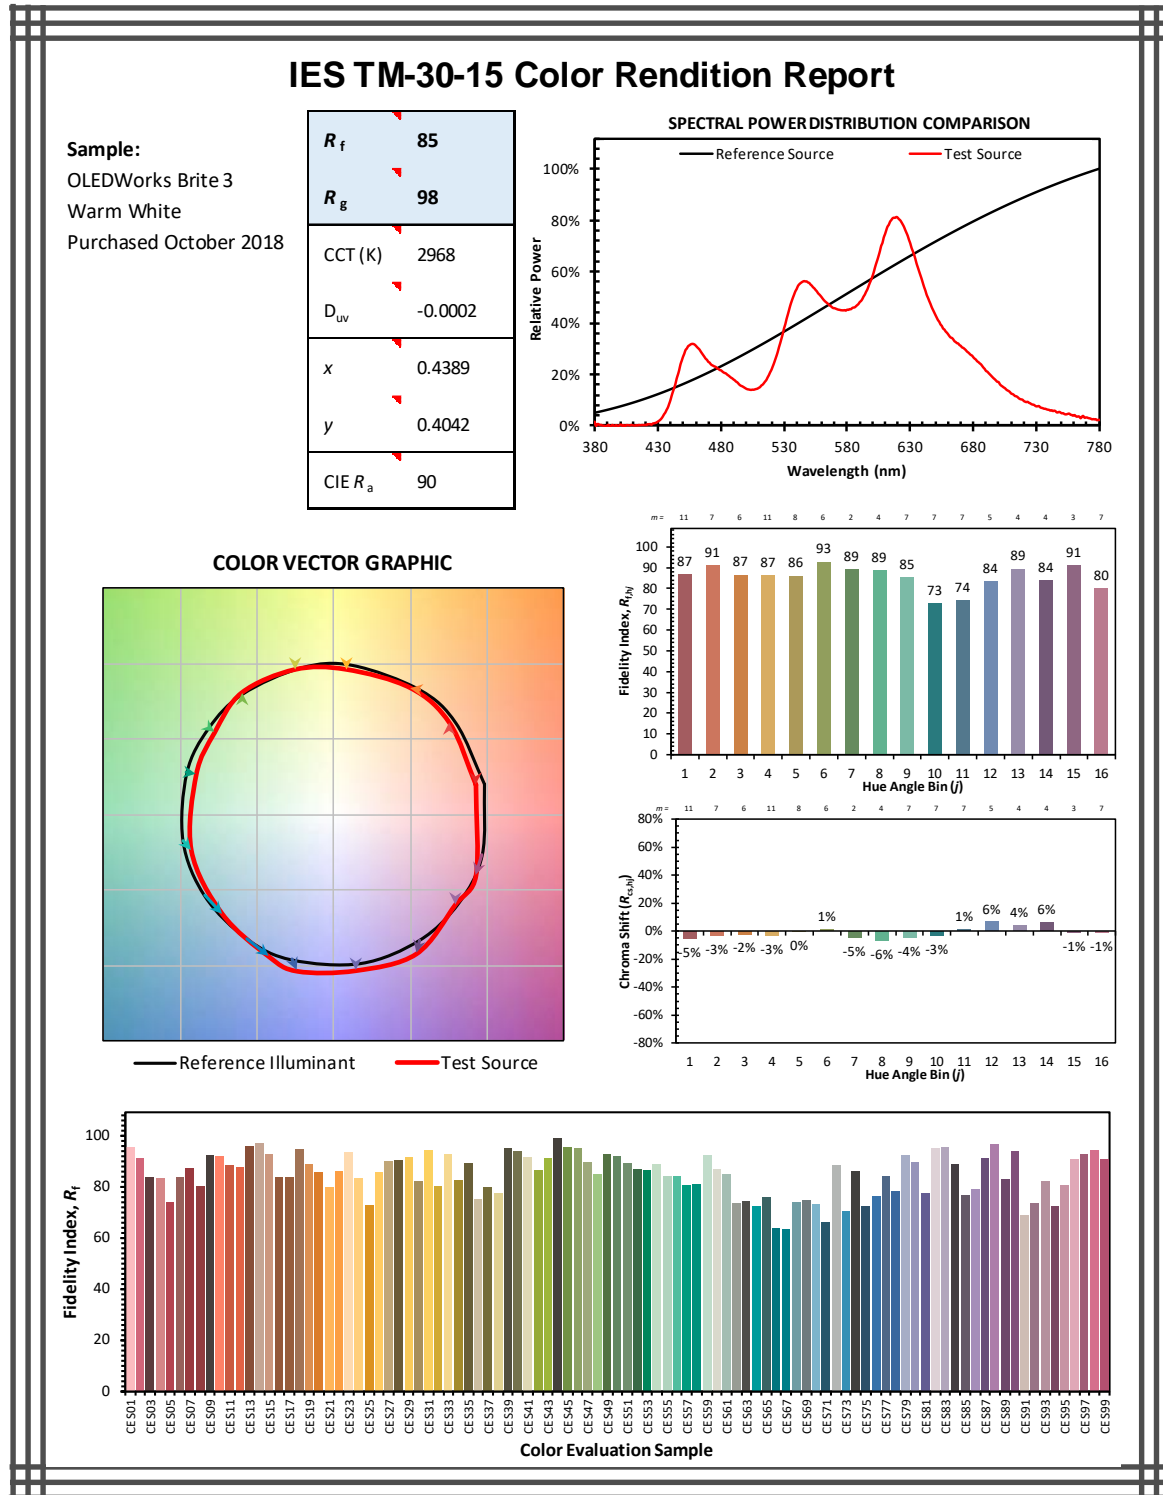 IES TM-30-15 Color Rendition Report
Sample:
OLEDWorks Brite 3
Warm White
Purchased October 2018
Rf 85
Rg 98
CCT (K) 2968
Duv -0.0002
x 0.4389
y 0.4042
CIE Ra 90
SPECTRAL POWER DISTRIBUTION COMPARISON
Reference Source Test Source
Relative Power
100%
80%
60%
40%
20%
0%
380 430 480 530 580 630 680 730 780
Wavelength (nm)
COLOR VECTOR GRAPHIC
Reference Illuminant Test Source
m = 11 7 6 11 8 6 2 4 7 7 7 5 4 4 3 7
Fidelity Index, Rf,hj
100
90
80
70
60
50
40
30
20
10
0
87 91 87 87 86 93 89 89 85 73 74 84 89 84 91 80
1 2 3 4 5 6 7 8 9 10 11 12 13 14 15 16
Hue Angle Bin (j)
m = 11 7 6 11 8 6 2 4 7 7 7 5 4 4 3 7
Chroma Shift (Rcs,hj)
80%
60%
40%
20%
0%
-20%
-40%
-60%
-80%
-5% -3% -2% -3% 0% 1% -5% -6% -4% -3% 1% 6% 4% 6% -1% -1%
1 2 3 4 5 6 7 8 9 10 11 12 13 14 15 16
Hue Angle Bin (j)
Fidelity Index, Rf
100
80
60
40
20
0
CES01 CES03 CES05 CES07 CES09 CES11 CES13 CES15 CES17 CES19 CES21 CES23 CES25 CES27 CES29 CES31 CES33 CES35 CES37 CES39 CES41 CES43 CES45 CES47 CES49 CES51 CES53 CES55 CES57 CES59 CES61 CES63 CES65 CES67 CES69 CES71 CES73 CES75 CES77 CES79 CES81 CES83 CES85 CES87 CES89 CES91 CES93 CES95 CES97 CES99
Color Evaluation Sample